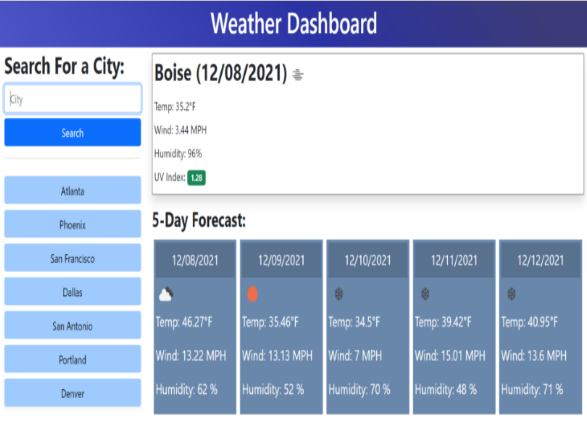 Weather Dashboard
Search For a City:
City
Search
Atlanta
Phoenix
San Francisco
Dallas
San Antonio
Portland
Denver
Boise (12/08/2021)
Temp: 35.2°F
Wind: 3.44 MPH
Humidity: 96%
UV Index: 1.28
5-Day Forecast:
12/08/2021
Temp: 46.27°F
Wind: 13.22 MPH
Humidity: 62 %
12/09/2021
Temp: 35.46°F
Wind: 13.13 MPH
Humidity: 52 %
12/10/2021
Temp: 34.5°F
Wind: 7 MPH
Humidity: 70 %
12/11/2021
Temp: 39.42°F
Wind: 15.01 MPH
Humidity: 48 %
12/12/2021
Temp: 40.95°F
Wind: 13.6 MPH
Humidity: 71 %